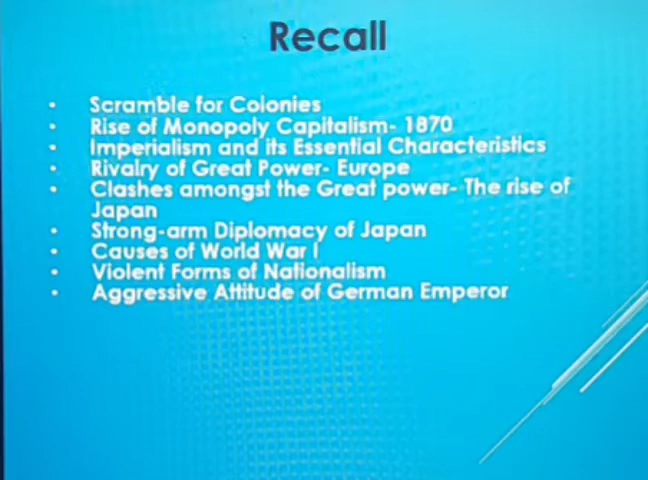 Recall
• Scramble for Colonies
• Rise of Monopoly Capitalism- 1870
• Imperialism and its Essential Characteristics
• Rivalry of Great Power- Europe
• Clashes amongst the Great power- The rise of
Japan
• Strong-arm Diplomacy of Japan
• Causes of World War I
• Violent Forms of Nationalism
• Aggressive Attitude of German Emperor